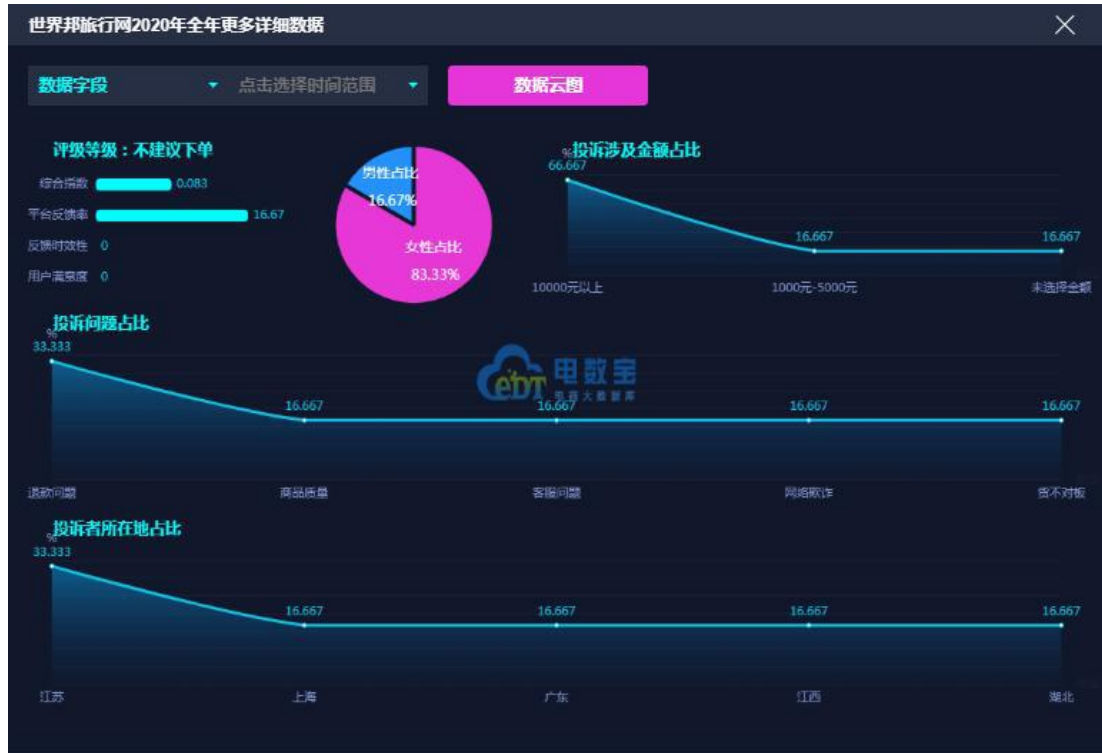 世界邦旅行网2020年全年更多详细数据
数据字段
点击选择时间范围
数据云图
评级等级：不建议下单
综合指数 0.083
平台反馈率 16.67
反馈时效性 0
用户满意度 0
男性占比
16.67%
女性占比
83.33%
投诉涉及金额占比
%
66.667
16.667
16.667
10000元以上
1000元-5000元
未选择金额
投诉问题占比
%
33.333
16.667
16.667
16.667
16.667
退款问题
商品质量
客服问题
网络欺诈
货不对板
电数宝
电商大数据库
eDT
投诉者所在地占比
%
33.333
16.667
16.667
16.667
16.667
江苏
上海
广东
江西
湖北